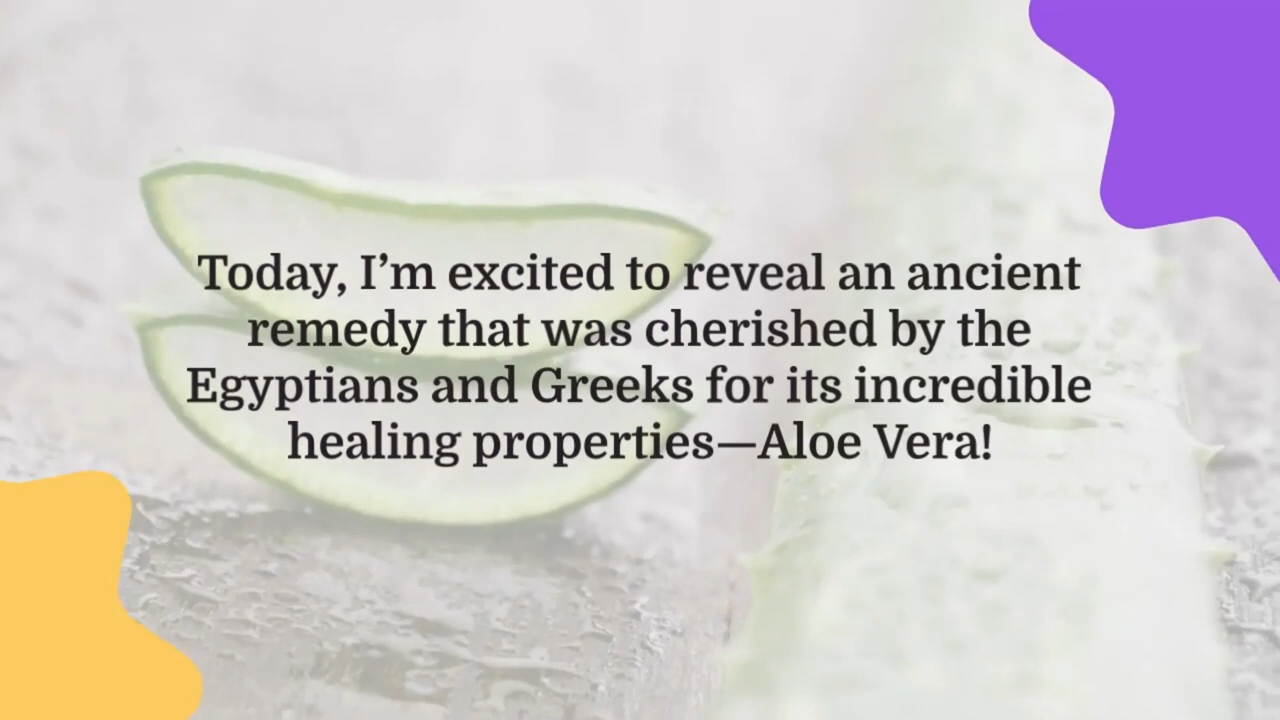 Today, I’m excited to reveal an ancient
remedy that was cherished by the
Egyptians and Greeks for its incredible
healing properties—Aloe Vera!